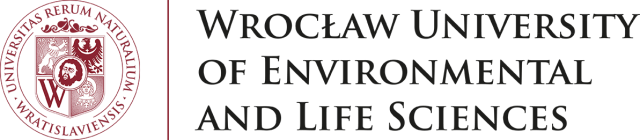 UNIVERSITAS RERUM NATURALIUM
· WRATISLAVIENSIS ·
W
WROCŁAW UNIVERSITY
OF ENVIRONMENTAL
AND LIFE SCIENCES